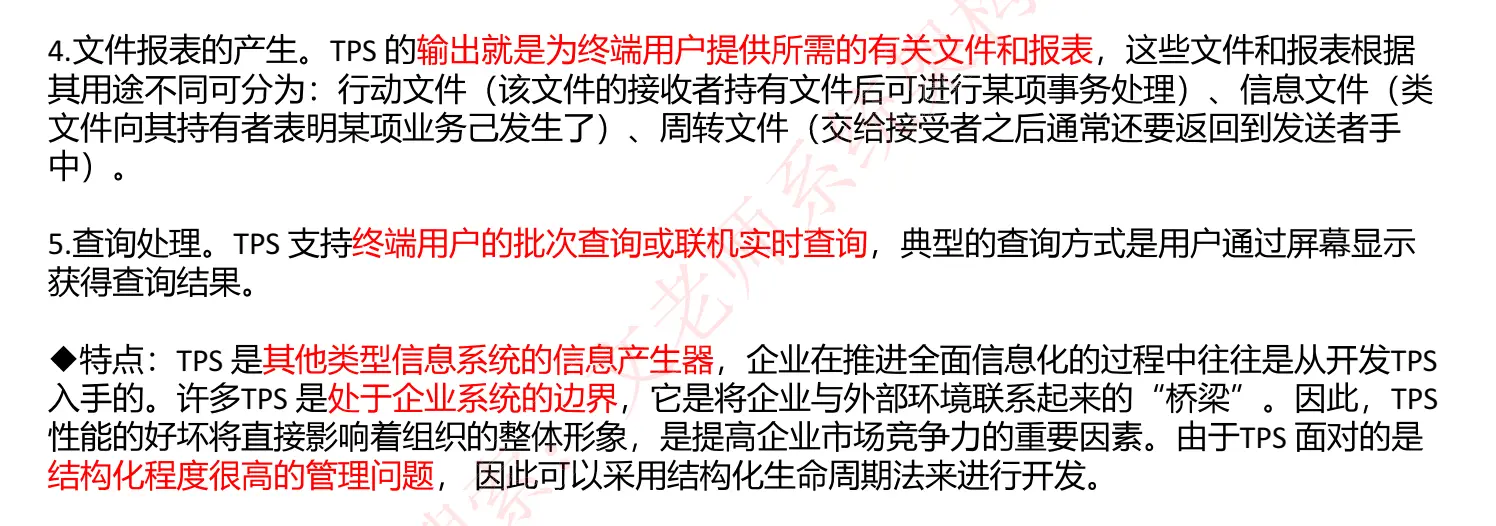 4.文件报表的产生。TPS 的输出就是为终端用户提供所需的有关文件和报表，这些文件和报表根据
其用途不同可分为：行动文件（该文件的接收者持有文件后可进行某项事务处理）、信息文件（类
文件向其持有者表明某项业务己发生了）、周转文件（交给接受者之后通常还要返回到发送者手
中）。
5.查询处理。TPS 支持终端用户的批次查询或联机实时查询，典型的查询方式是用户通过屏幕显示
获得查询结果。
◆特点：TPS 是其他类型信息系统的信息产生器，企业在推进全面信息化的过程中往往是从开发TPS
入手的。许多TPS 是处于企业系统的边界，它是将企业与外部环境联系起来的“桥梁”。因此，TPS
性能的好坏将直接影响着组织的整体形象，是提高企业市场竞争力的重要因素。由于TPS 面对的是
结构化程度很高的管理问题， 因此可以采用结构化生命周期法来进行开发。
文老师系统架构
搜索：